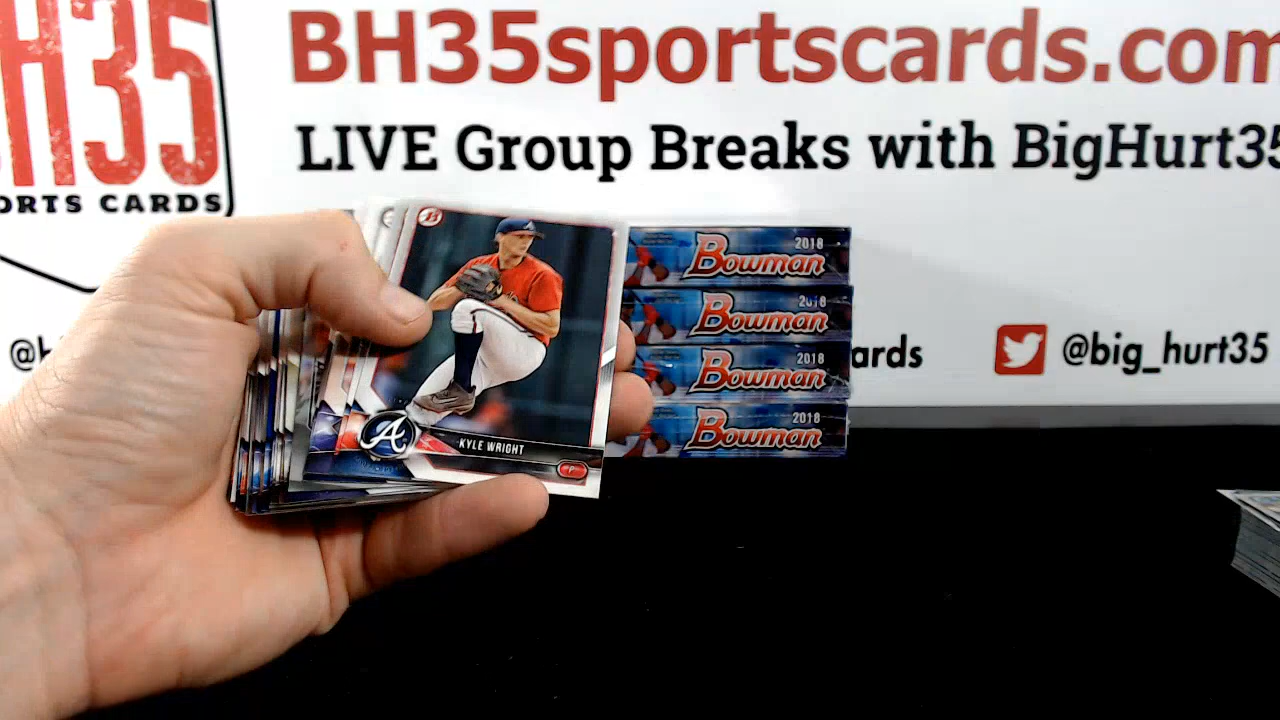 H35
ORTS CARDS
BH35sportscards.com
LIVE Group Breaks with BigHurt35
@b
ards
@big_hurt35
2018
Bowman
2018
Bowman
2018
Bowman
2018
Bowman
B
A
KYLE WRIGHT
P